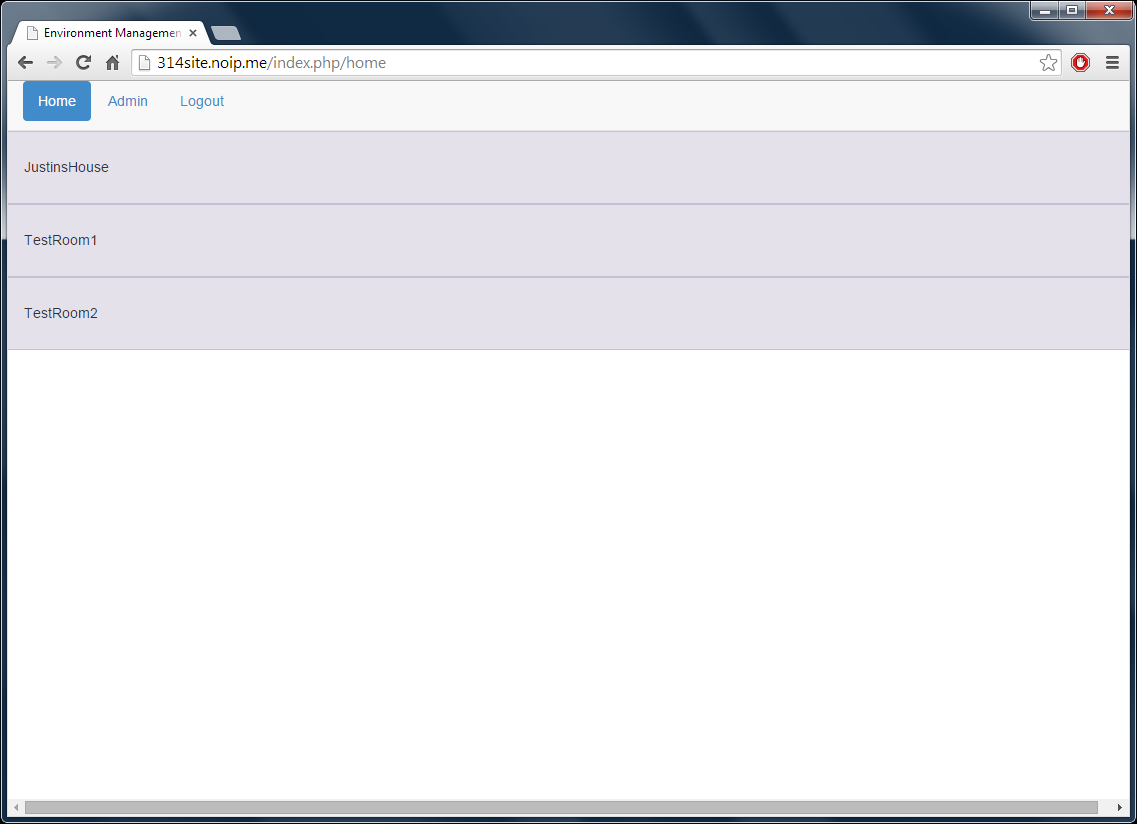 Environment Managemen
314site.noip.me/index.php/home
Home Admin Logout
JustinsHouse
TestRoom1
TestRoom2